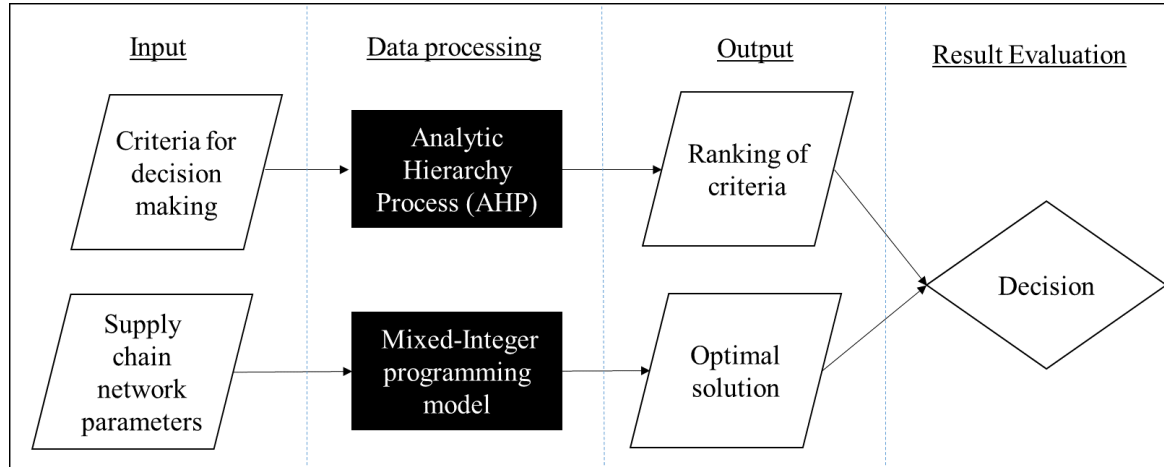 Input
Data processing
Output
Result Evaluation
Criteria for
decision
making
Analytic
Hierarchy
Process (AHP)
Ranking of
criteria
Decision
Supply
chain
network
parameters
Mixed-Integer
programming
model
Optimal
solution